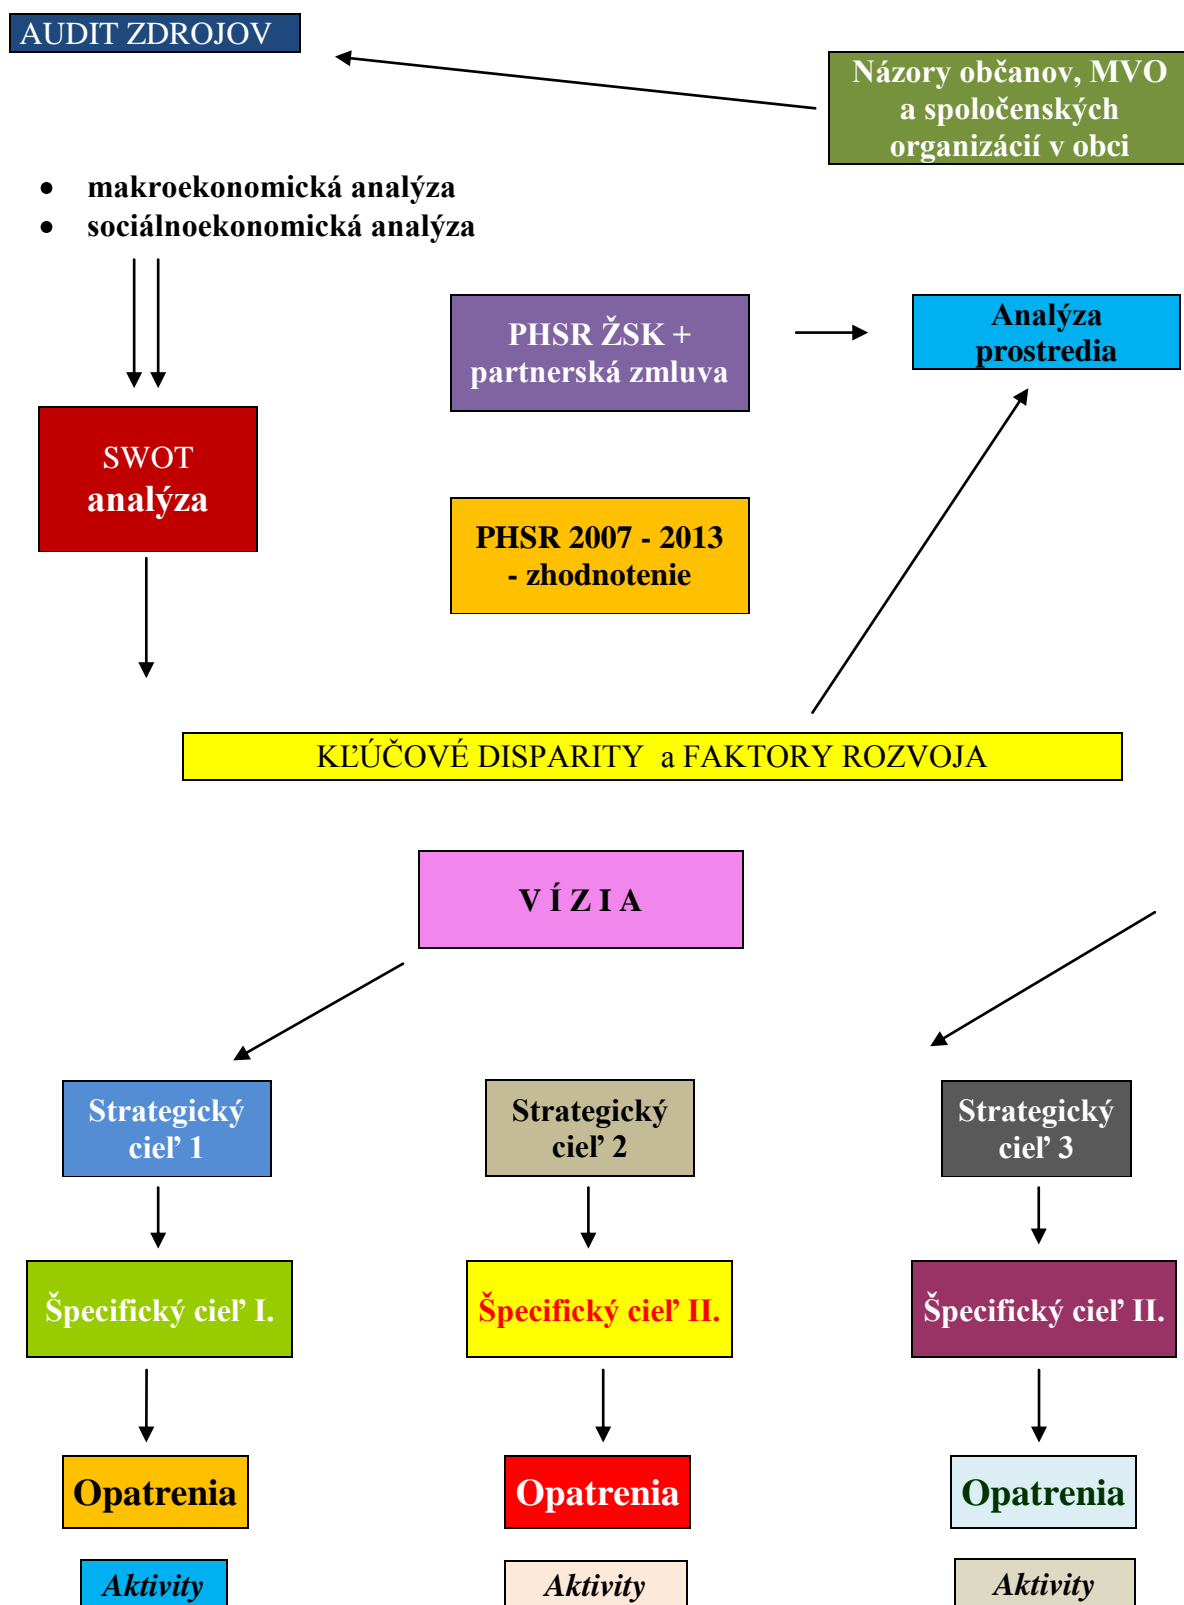 AUDIT ZDROJOV
Názory občanov, MVO
a spoločenských
organizácií v obci
• makroekonomická analýza
• sociálnoekonomická analýza
PHSR ŽSK +
partnerská zmluva
Analýza
prostredia
SWOT
analýza
PHSR 2007 - 2013
- zhodnotenie
KĽÚČOVÉ DISPARITY a FAKTORY ROZVOJA
V Í Z I A
Strategický
cieľ 1
Strategický
cieľ 2
Strategický
cieľ 3
Špecifický cieľ I.
Špecifický cieľ II.
Špecifický cieľ II.
Opatrenia
Opatrenia
Opatrenia
Aktivity
Aktivity
Aktivity